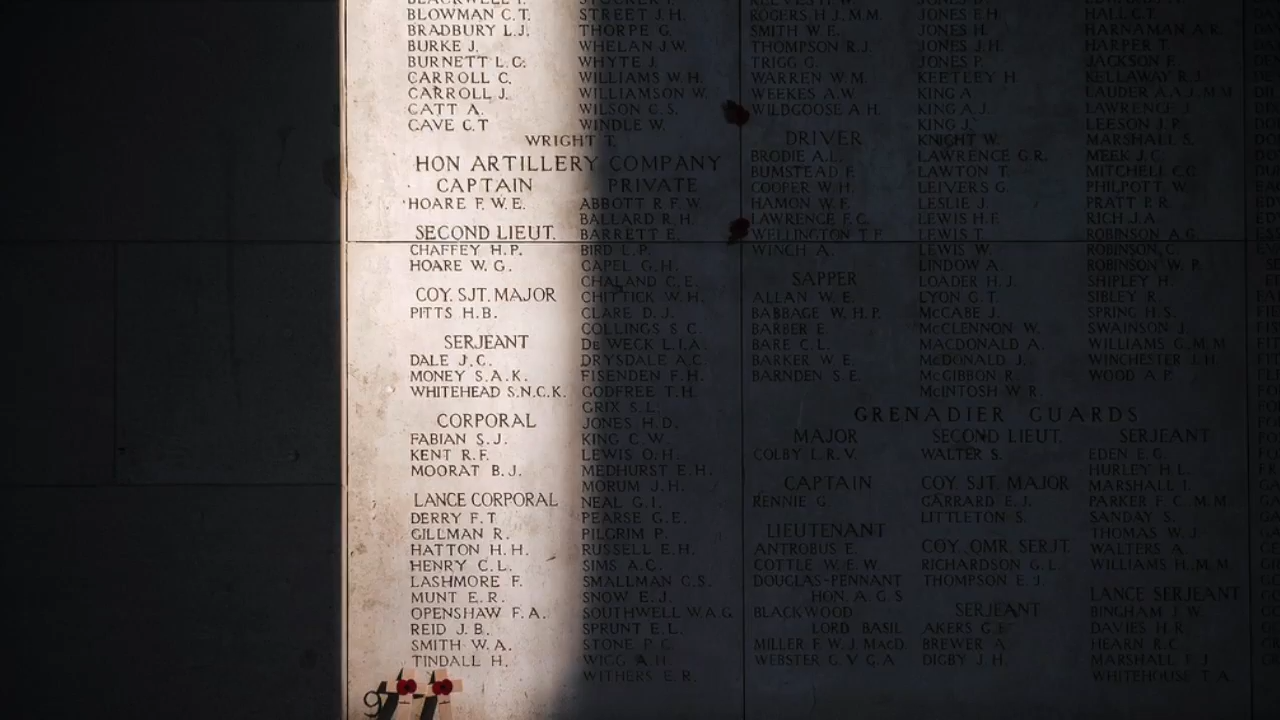 BLOWMAN C.T.
BRADBURY L.J.
BURKE J.
BURNETT L.G.
CARROLL C.
CARROLL J.
CATT A.
CAVE C.T
STREET J.H.
THORPE G.
WHELAN J.W.
WHYTE J.
WILLIAMS W.H.
WILLIAMSON W.
WILSON C.S.
WINDLE W.
WRIGHT T.
HON ARTILLERY COMPANY
CAPTAIN
HOARE F.W.E.
SECOND LIEUT.
CHAFFEY H.P.
HOARE W.G.
COY. SJT. MAJOR
PITTS H.B.
SERJEANT
DALE J.C.
MONEY S.A.K.
WHITEHEAD S.N.C.K.
CORPORAL
FABIAN S.J.
KENT R.F.
MOORAT B.J.
LANCE CORPORAL
DERRY F.T
GILLMAN R.
HATTON H.H.
HENRY C.L.
LASHMORE F.
MUNT E.R.
OPENSHAW F.A.
REID J.B.
SMITH W.A.
TINDALL H.
PRIVATE
ABBOTT R.F.W.
BALLARD R.H.
BARRETT E.
BIRD L.P.
CAPEL G.H.
CHALAND C.E.
CHITTICK W.H.
CLARE D.J.
COLLINGS S.C.
DE WECK L.I.A.
DRYSDALE A.C.
FISENDEN F.H.
GODFREE T.H.
GRIX S.L.
JONES H.D.
KING C.W.
LEWIS O.H.
MEDHURST E.H.
MORUM J.H.
NEAL G.I.
PEARSE G.E.
PILGRIM P.
RUSSELL E.H.
SIMS A.C.
SMALLMAN C.S.
SNOW E.J.
SOUTHWELL W.A.G.
SPRUNT E.L.
STONE P.C.
WIGG A.H.
WITHERS E.R.
ROGERS H.J., M.M.
SMITH W.E.
THOMPSON R.J.
TRIGG C.
WARREN W.M.
WEEKES A.W.
WILDGOOSE A.H.
DRIVER
BRODIE A.L.
BUMSTEAD F.
COOPER W.H.
HAMON W.F.
LAWRENCE F.C.
WELLINGTON T.F.
WINCH A.
SAPPER
ALLAN W.E.
BABBAGE W.H.P.
BARBER E.
BARE C.L.
BARKER W.E.
BARNDEN S.E.
JONES E.H.
JONES H.
JONES J.H.
JONES P.
KEETLEY H
KING A
KING A.J.
KING J.
KNIGHT W.
LAWRENCE G.R.
LAWTON T.
LEIVERS G.
LESLIE J.
LEWIS H.F.
LEWIS T.
LEWIS W.
LINDOW A.
LOADER H.J.
LYON G.T.
McCABE J.
McCLENNON W.
MACDONALD A.
McDONALD J.
McGIBBON R.
McINTOSH W.R.
HALL C.T.
HARNAMAN A.K.
HARPER T.
JACKSON F.
KELLAWAY R.J.
LAUDER A.A.J., M.M
LAWRENCE J.
LEESON J.P.
MARSHALL S.
MEEK J.C.
MITCHELL C.C.
PHILPOTT W.
PRATT P.R.
RICH J.A.
ROBINSON A.G.
ROBINSON C.
ROBINSON W.P.
SHIPLEY H.
SIBLEY R.
SPRING H.S.
SWAINSON J.
WILLIAMS C., M.M
WINCHESTER J.H
WOOD A.P.
GRENADIER GUARDS
MAJOR
COLBY L.R.V.
CAPTAIN
RENNIE G.
LIEUTENANT
ANTROBUS E.
COTTLE W.E.W.
DOUGLAS-PENNANT
HON. A.G.S
BLACKWOOD
LORD BASIL
MILLER F.W.J. MacD.
WEBSTER G.V.G.A
SECOND LIEUT.
WALTER S.
COY. SJT. MAJOR
GARRARD E.J.
LITTLETON S.
COY. QMR. SERJT.
RICHARDSON G.L.
THOMPSON E.J
SERJEANT
AKERS G.E.
BREWER A.
DIGBY J.H.
SERJEANT
EDEN E.G.
HURLEY H.L.
MARSHALL I.
PARKER F.C., M.M
SANDAY S.
THOMAS W.J.
WALTERS A.
WILLIAMS H., M.M
LANCE SERJEANT
BINGHAM J.W.
DAVIES H.R.
HEARN R.C
MARSHALL F.J
WHITEHOUSE T.A
97